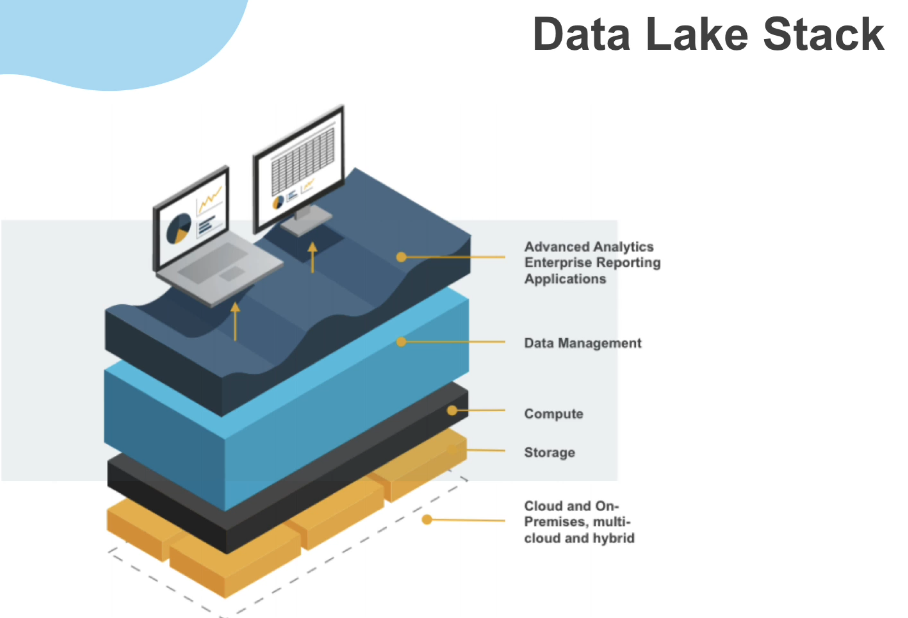 Data Lake Stack
Advanced Analytics
Enterprise Reporting
Applications
Data Management
Compute
Storage
Cloud and On-
Premises, multi-
cloud and hybrid